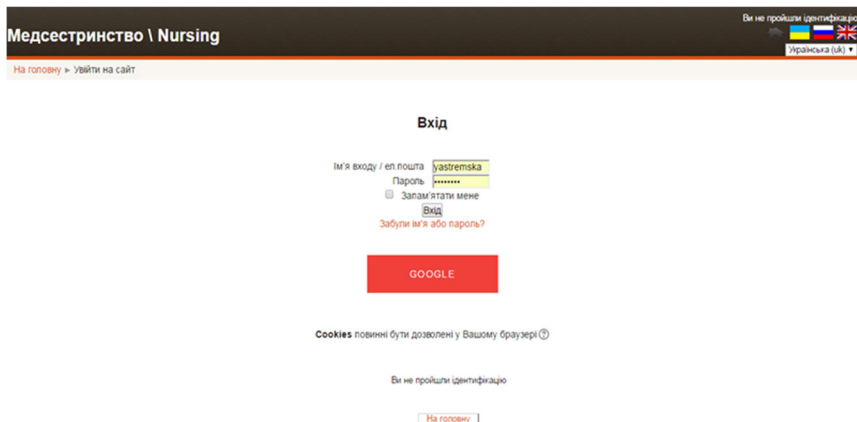 Ви не пройшли ідентифікацію
Медсестринство \ Nursing
Українська (uk)
На головну ► Увійти на сайт
Вхід
Ім'я входу / ел.пошта yastremska
Пароль ••••••••
Запам'ятати мене
Вхід
Забули ім'я або пароль?
GOOGLE
Cookies повинні бути дозволені у Вашому браузері
Ви не пройшли ідентифікацію
На головну